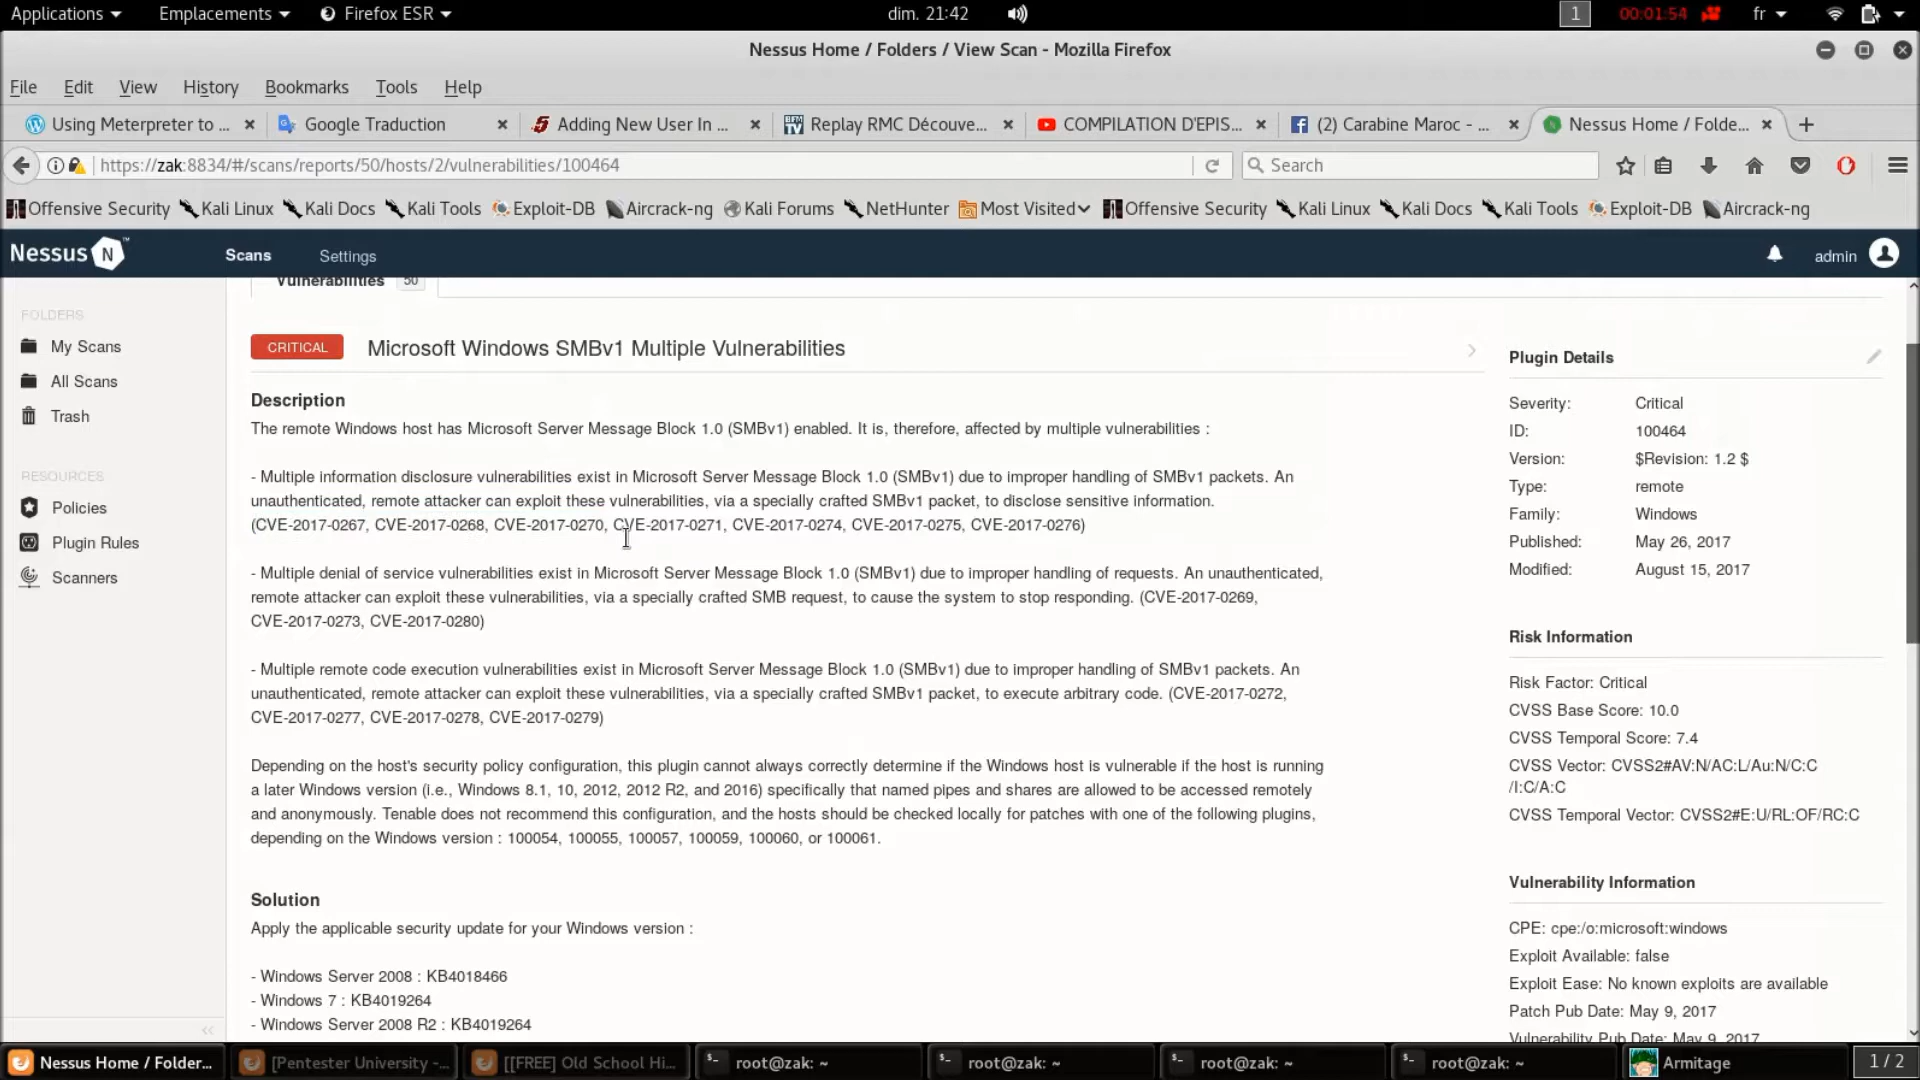 Applications Emplacements Firefox ESR dim. 21:42 1 00:01:54 fr
Nessus Home / Folders / View Scan - Mozilla Firefox
File Edit View History Bookmarks Tools Help
Using Meterpreter to ... Google Traduction Adding New User In ... Replay RMC Découve... COMPILATION D'EPIS... (2) Carabine Maroc - ... Nessus Home / Folde...
https://zak:8834/#/scans/reports/50/hosts/2/vulnerabilities/100464 Search
Offensive Security Kali Linux Kali Docs Kali Tools Exploit-DB Aircrack-ng Kali Forums NetHunter Most Visited Offensive Security Kali Linux Kali Docs Kali Tools Exploit-DB Aircrack-ng
Nessus N Scans Settings admin
Vulnerabilities 50
FOLDERS
My Scans
All Scans
Trash
RESOURCES
Policies
Plugin Rules
Scanners
CRITICAL Microsoft Windows SMBv1 Multiple Vulnerabilities
Description
The remote Windows host has Microsoft Server Message Block 1.0 (SMBv1) enabled. It is, therefore, affected by multiple vulnerabilities :
- Multiple information disclosure vulnerabilities exist in Microsoft Server Message Block 1.0 (SMBv1) due to improper handling of SMBv1 packets. An
unauthenticated, remote attacker can exploit these vulnerabilities, via a specially crafted SMBv1 packet, to disclose sensitive information.
(CVE-2017-0267, CVE-2017-0268, CVE-2017-0270, CVE-2017-0271, CVE-2017-0274, CVE-2017-0275, CVE-2017-0276)
- Multiple denial of service vulnerabilities exist in Microsoft Server Message Block 1.0 (SMBv1) due to improper handling of requests. An unauthenticated,
remote attacker can exploit these vulnerabilities, via a specially crafted SMB request, to cause the system to stop responding. (CVE-2017-0269,
CVE-2017-0273, CVE-2017-0280)
- Multiple remote code execution vulnerabilities exist in Microsoft Server Message Block 1.0 (SMBv1) due to improper handling of SMBv1 packets. An
unauthenticated, remote attacker can exploit these vulnerabilities, via a specially crafted SMBv1 packet, to execute arbitrary code. (CVE-2017-0272,
CVE-2017-0277, CVE-2017-0278, CVE-2017-0279)
Depending on the host's security policy configuration, this plugin cannot always correctly determine if the Windows host is vulnerable if the host is running
a later Windows version (i.e., Windows 8.1, 10, 2012, 2012 R2, and 2016) specifically that named pipes and shares are allowed to be accessed remotely
and anonymously. Tenable does not recommend this configuration, and the hosts should be checked locally for patches with one of the following plugins,
depending on the Windows version : 100054, 100055, 100057, 100059, 100060, or 100061.
Solution
Apply the applicable security update for your Windows version :
- Windows Server 2008 : KB4018466
- Windows 7 : KB4019264
- Windows Server 2008 R2 : KB4019264
Plugin Details
Severity: Critical
ID: 100464
Version: $Revision: 1.2 $
Type: remote
Family: Windows
Published: May 26, 2017
Modified: August 15, 2017
Risk Information
Risk Factor: Critical
CVSS Base Score: 10.0
CVSS Temporal Score: 7.4
CVSS Vector: CVSS2#AV:N/AC:L/Au:N/C:C
/I:C/A:C
CVSS Temporal Vector: CVSS2#E:U/RL:OF/RC:C
Vulnerability Information
CPE: cpe:/o:microsoft:windows
Exploit Available: false
Exploit Ease: No known exploits are available
Patch Pub Date: May 9, 2017
Vulnerability Pub Date: May 9, 2017
Nessus Home / Folder... [Pentester University -... [[FREE] Old School Hi... root@zak: ~ root@zak: ~ root@zak: ~ root@zak: ~ Armitage 1 / 2